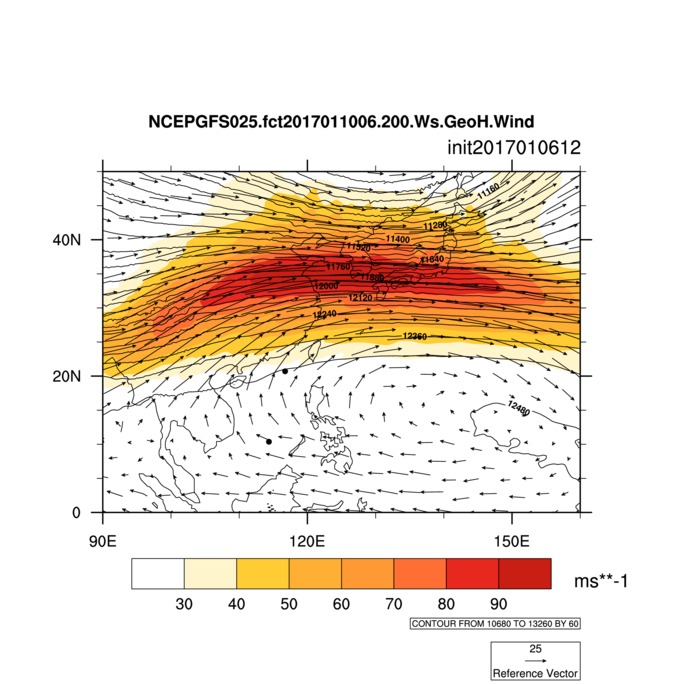 NCEPGFS025.fct2017011006.200.Ws.GeoH.Wind
init2017010612
11160
11280
40N
11400
11520
11640
11760
11880
12000
12120
12240
12360
20N
12480
0
90E 120E 150E
ms**-1
30 40 50 60 70 80 90
CONTOUR FROM 10680 TO 13260 BY 60
25
Reference Vector